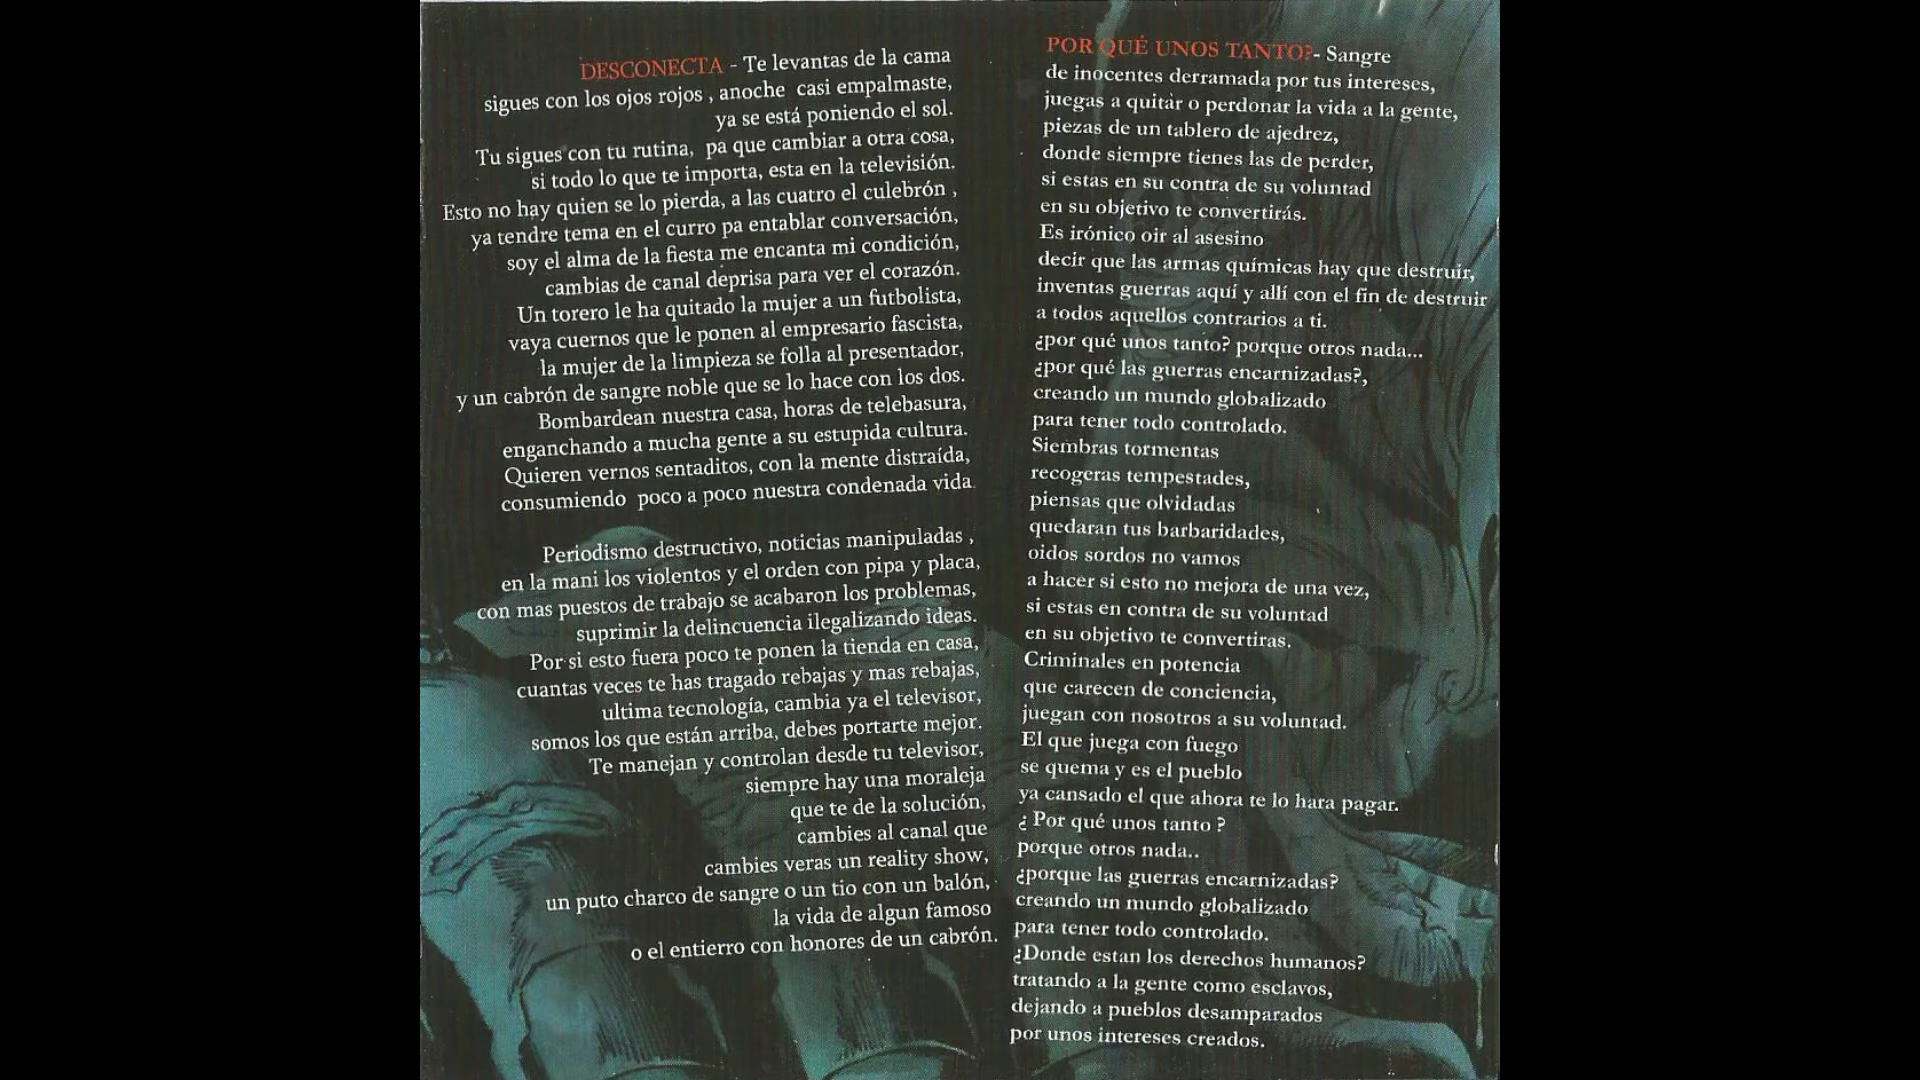 DESCONECTA - Te levantas de la cama
sigues con los ojos rojos , anoche casi empalmaste,
ya se está poniendo el sol.
Tu sigues con tu rutina, pa que cambiar a otra cosa,
si todo lo que te importa, esta en la televisión.
Esto no hay quien se lo pierda, a las cuatro el culebrón ,
ya tendre tema en el curro pa entablar conversación,
soy el alma de la fiesta me encanta mi condición,
cambias de canal deprisa para ver el corazón.
Un torero le ha quitado la mujer a un futbolista,
vaya cuernos que le ponen al empresario fascista,
la mujer de la limpieza se folla al presentador,
y un cabrón de sangre noble que se lo hace con los dos.
Bombardean nuestra casa, horas de telebasura,
enganchando a mucha gente a su estupida cultura.
Quieren vernos sentaditos, con la mente distraída,
consumiendo poco a poco nuestra condenada vida.
Periodismo destructivo, noticias manipuladas ,
en la mani los violentos y el orden con pipa y placa,
con mas puestos de trabajo se acabaron los problemas,
suprimir la delincuencia ilegalizando ideas.
Por si esto fuera poco te ponen la tienda en casa,
cuantas veces te has tragado rebajas y mas rebajas,
ultima tecnología, cambia ya el televisor,
somos los que están arriba, debes portarte mejor.
Te manejan y controlan desde tu televisor,
siempre hay una moraleja
que te de la solución,
cambies al canal que
cambies veras un reality show,
un puto charco de sangre o un tio con un balón,
la vida de algun famoso
o el entierro con honores de un cabrón.
POR QUÉ UNOS TANTO?- Sangre
de inocentes derramada por tus intereses,
juegas a quitar o perdonar la vida a la gente,
piezas de un tablero de ajedrez,
donde siempre tienes las de perder,
si estas en su contra de su voluntad
en su objetivo te convertirás.
Es irónico oir al asesino
decir que las armas químicas hay que destruir,
inventas guerras aquí y allí con el fin de destruir
a todos aquellos contrarios a ti.
¿por qué unos tanto? porque otros nada...
¿por qué las guerras encarnizadas?,
creando un mundo globalizado
para tener todo controlado.
Siembras tormentas
recogeras tempestades,
piensas que olvidadas
quedaran tus barbaridades,
oidos sordos no vamos
a hacer si esto no mejora de una vez,
si estas en contra de su voluntad
en su objetivo te convertiras.
Criminales en potencia
que carecen de conciencia,
juegan con nosotros a su voluntad.
El que juega con fuego
se quema y es el pueblo
ya cansado el que ahora te lo hara pagar.
¿ Por qué unos tanto ?
porque otros nada..
¿porque las guerras encarnizadas?
creando un mundo globalizado
para tener todo controlado.
¿Donde estan los derechos humanos?
tratando a la gente como esclavos,
dejando a pueblos desamparados
por unos intereses creados.